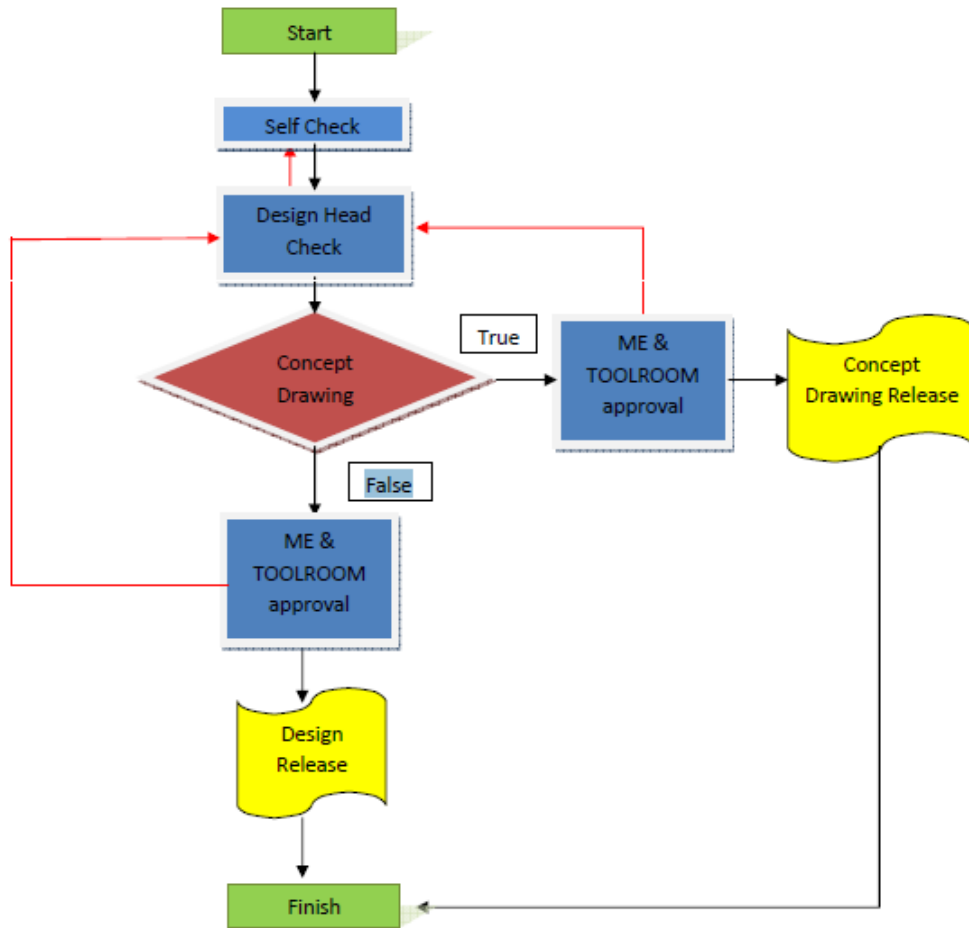 Start
Self Check
Design Head
Check
Concept
Drawing
True
ME &
TOOLROOM
approval
Concept
Drawing Release
False
ME &
TOOLROOM
approval
Design
Release
Finish